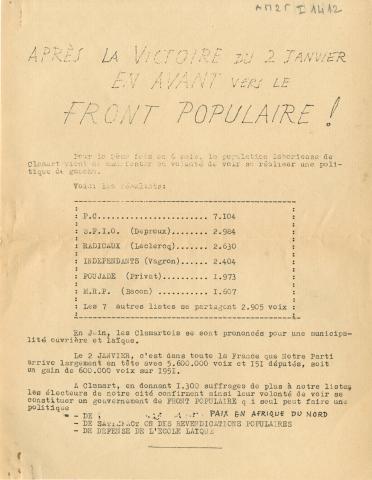 AM25 I 14 12
APRÈS LA VICTOIRE DU 2 JANVIER
EN AVANT VERS LE
FRONT POPULAIRE !
Pour la 2ème fois en 6 mois, la population laborieuse de
Clamart vient de manifester sa volonté de voir se réaliser une poli-
tique de gauche.
Voici les résultats:
P.C. 7.104
S.F.I.O. (Depreux) 2.984
RADICAUX (Leclercq) 2.630
INDEPENDANTS (Vagron) 2.404
POUJADE (Privat) 1.973
M.R.P. (Bacon) 1.607
Les 7 autres listes se partagent 2.905 voix
En Juin, les Clamartois se sont prononcés pour une municipa-
lité ouvrière et laïque.
Le 2 JANVIER, c'est dans toute la France que Notre Parti
arrive largement en tête avec 5.600.000 voix et 151 députés, soit
un gain de 600.000 voix sur 1951.
A Clamart, en donnant 1.300 suffrages de plus à notre liste,
les électeurs de notre cité confirment ainsi leur volonté de voir se
constituer un gouvernement de FRONT POPULAIRE q i seul peut faire une
politique
- DE PAIX EN AFRIQUE DU NORD
- DE SATISFACTION DES REVENDICATIONS POPULAIRES
- DE DEFENSE DE L'ECOLE LAÏQUE